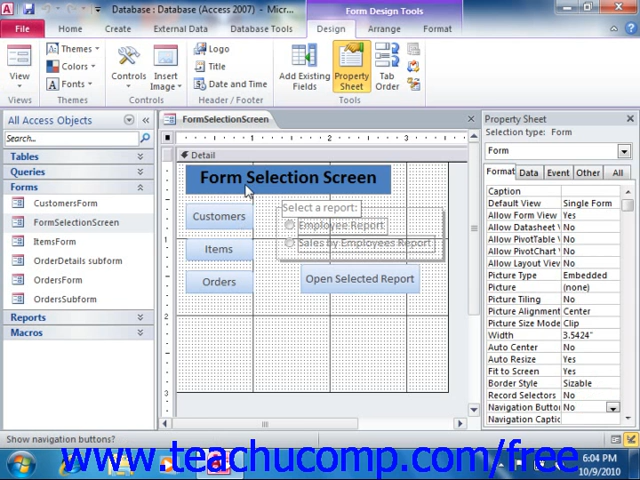 Database : Database (Access 2007) - Micr...
Form Design Tools
File
Home
Create
External Data
Database Tools
Design
Arrange
Format
View
Views
Themes
Colors
Fonts
Themes
Controls
Insert
Image
Controls
Logo
Title
Date and Time
Header / Footer
Add Existing
Fields
Property
Sheet
Tab
Order
Tools
All Access Objects
Search...
Tables
Queries
Forms
CustomersForm
FormSelectionScreen
ItemsForm
OrderDetails subform
OrdersForm
OrdersSubform
Reports
Macros
FormSelectionScreen
Detail
Form Selection Screen
Select a report:
Employee Report
Sales by Employees Report
Customers
Items
Orders
Open Selected Report
Property Sheet
Selection type: Form
Form
Format Data Event Other All
Caption
Default View Single Form
Allow Form View Yes
Allow Datasheet V No
Allow PivotTable V No
Allow PivotChart V No
Allow Layout View No
Picture Type Embedded
Picture (none)
Picture Tiling No
Picture Alignment Center
Picture Size Mode Clip
Width 3.5424"
Auto Center No
Auto Resize Yes
Fit to Screen Yes
Border Style Sizable
Record Selectors No
Navigation Button No
Navigation Captio
Show navigation buttons?
www.teachucomp.com/free
6:04 PM
10/9/2010